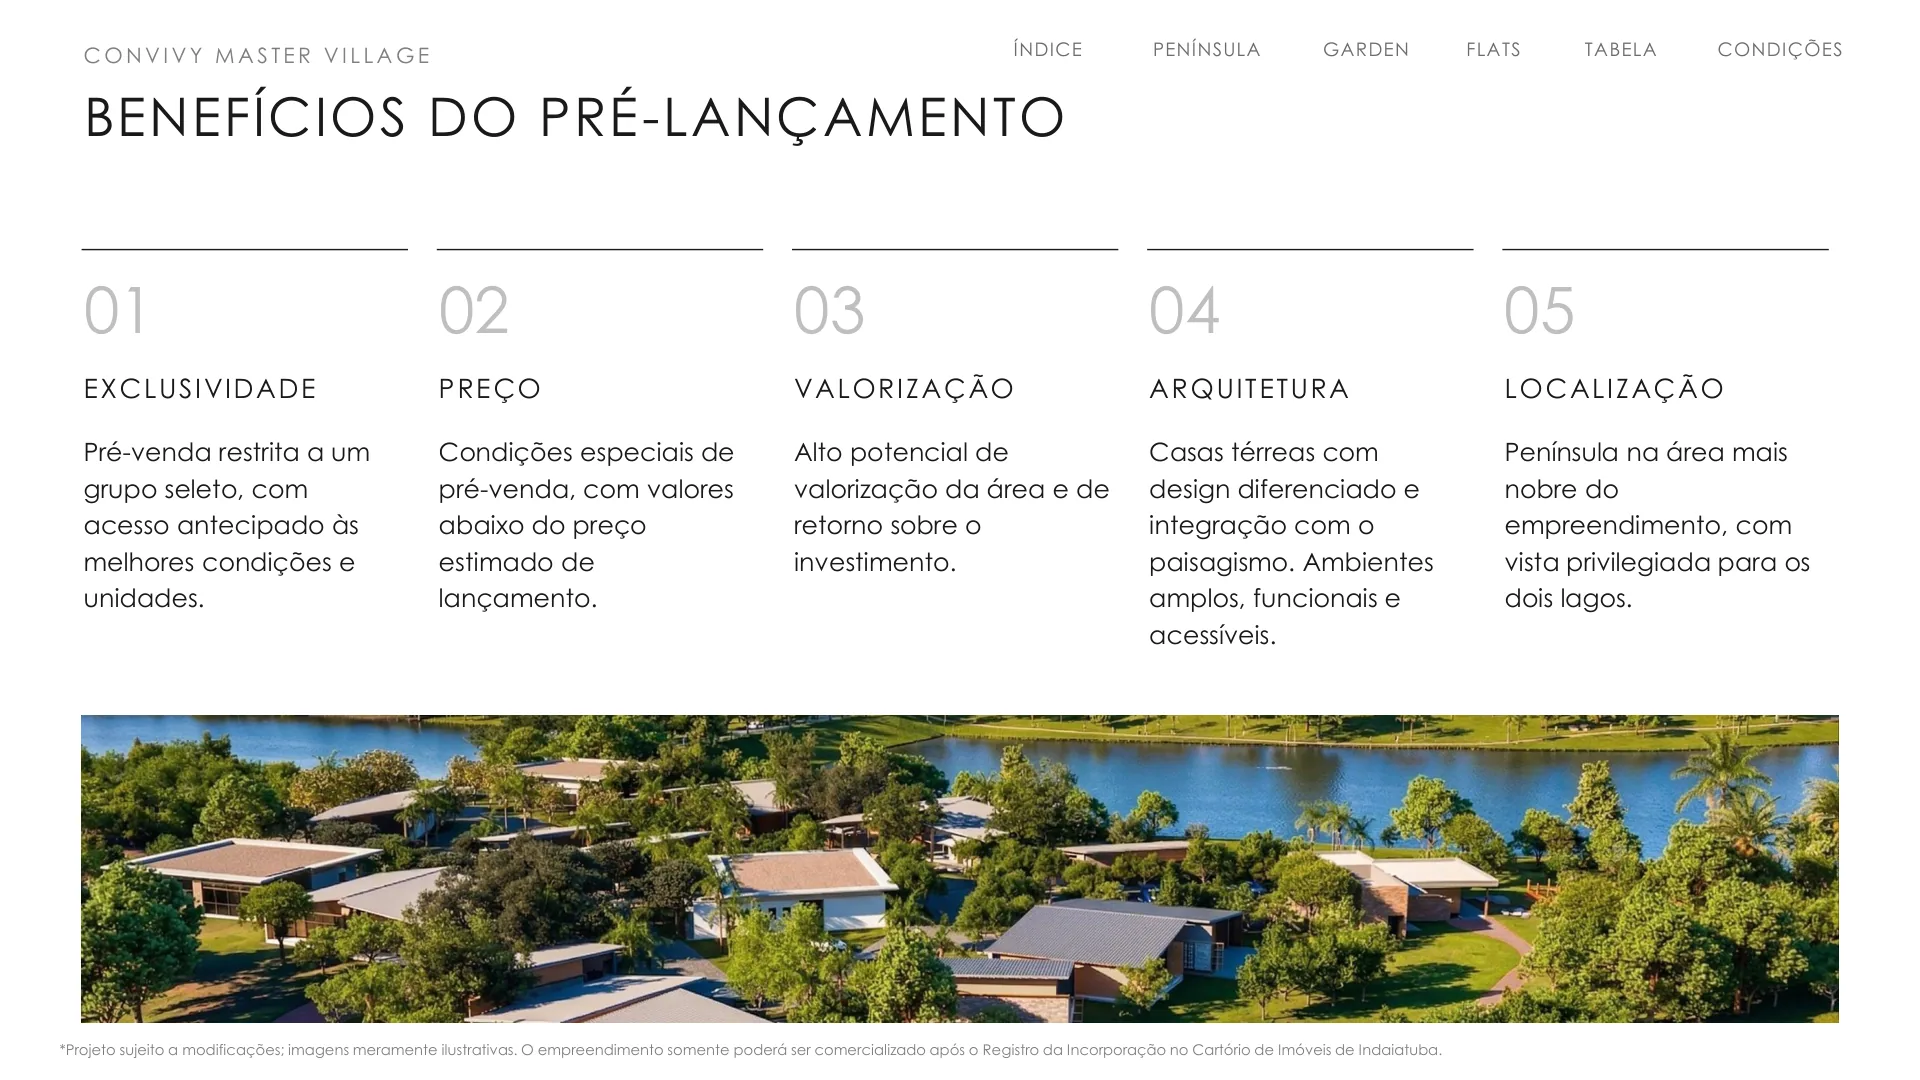 CONVIVY MASTER VILLAGE
ÍNDICE PENÍNSULA GARDEN FLATS TABELA CONDIÇÕES
BENEFÍCIOS DO PRÉ-LANÇAMENTO
01
EXCLUSIVIDADE
Pré-venda restrita a um
grupo seleto, com
acesso antecipado às
melhores condições e
unidades.
02
PREÇO
Condições especiais de
pré-venda, com valores
abaixo do preço
estimado de
lançamento.
03
VALORIZAÇÃO
Alto potencial de
valorização da área e de
retorno sobre o
investimento.
04
ARQUITETURA
Casas térreas com
design diferenciado e
integração com o
paisagismo. Ambientes
amplos, funcionais e
acessíveis.
05
LOCALIZAÇÃO
Península na área mais
nobre do
empreendimento, com
vista privilegiada para os
dois lagos.
*Projeto sujeito a modificações; imagens meramente ilustrativas. O empreendimento somente poderá ser comercializado após o Registro da Incorporação no Cartório de Imóveis de Indaiatuba.